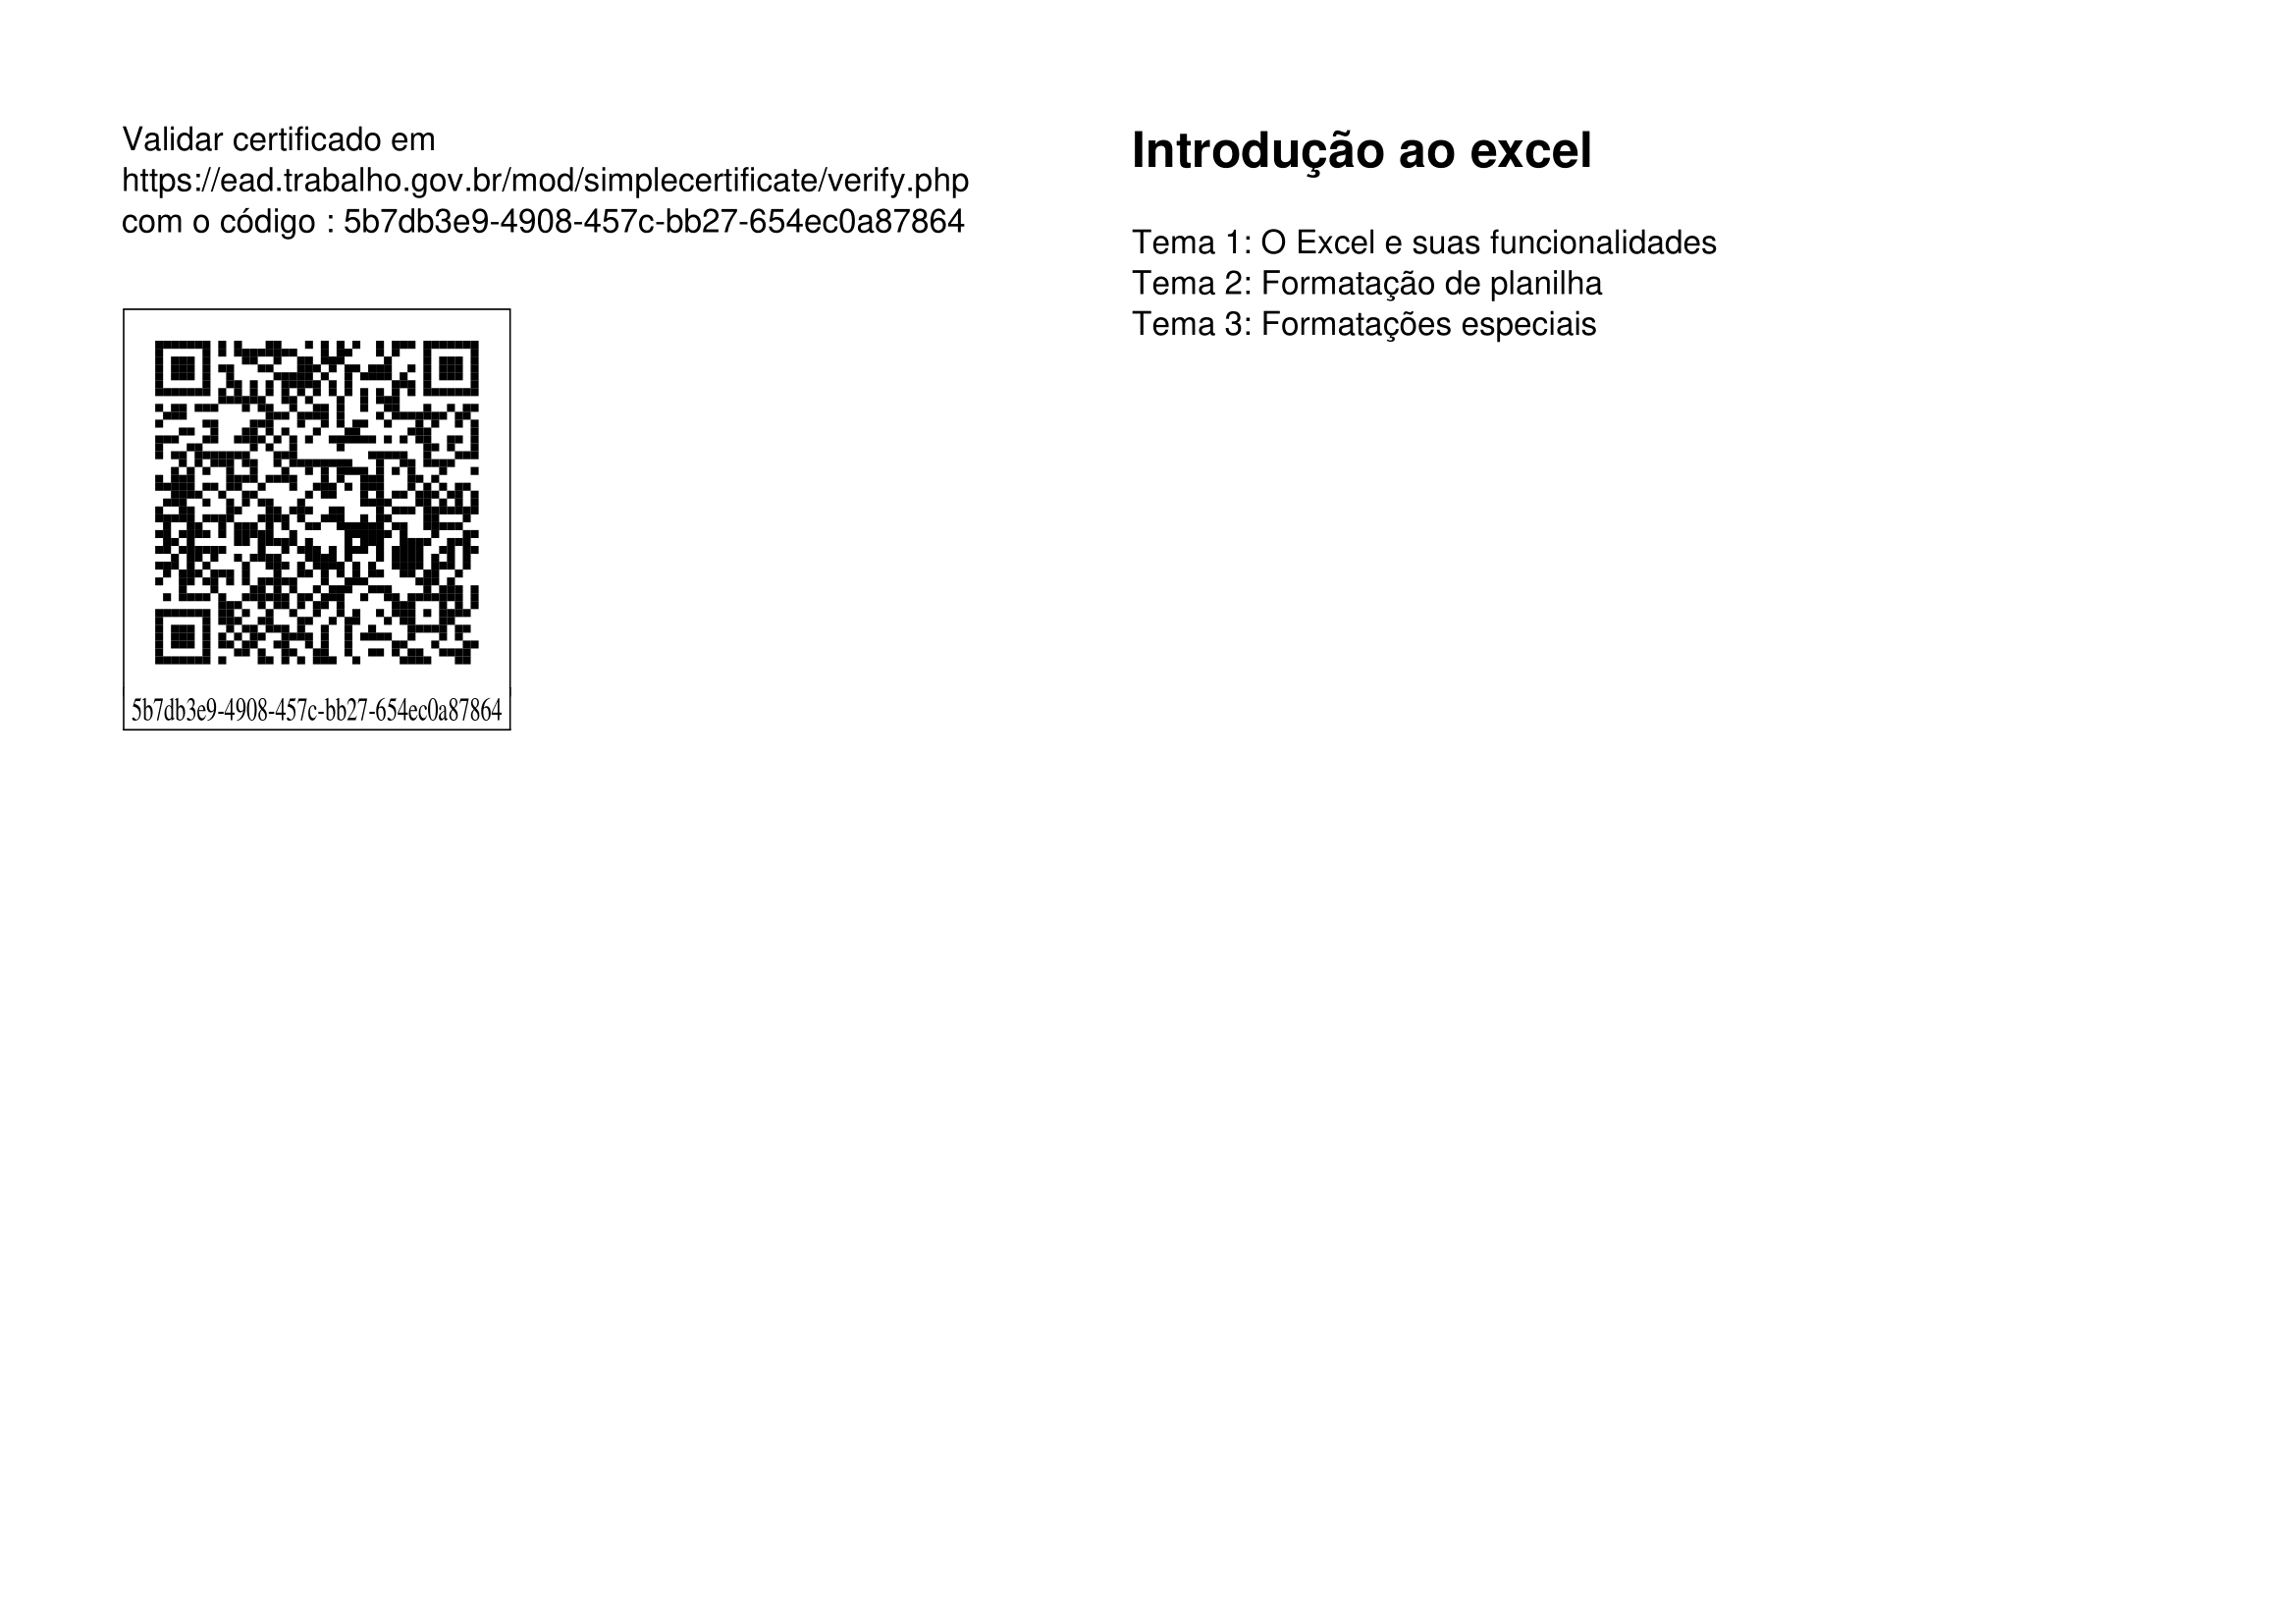 Validar certificado em
https://ead.trabalho.gov.br/mod/simplecertificate/verify.php
com o código : 5b7db3e9-4908-457c-bb27-654ec0a87864
5b7db3e9-4908-457c-bb27-654ec0a87864
Introdução ao excel
Tema 1: O Excel e suas funcionalidades
Tema 2: Formatação de planilha
Tema 3: Formatações especiais